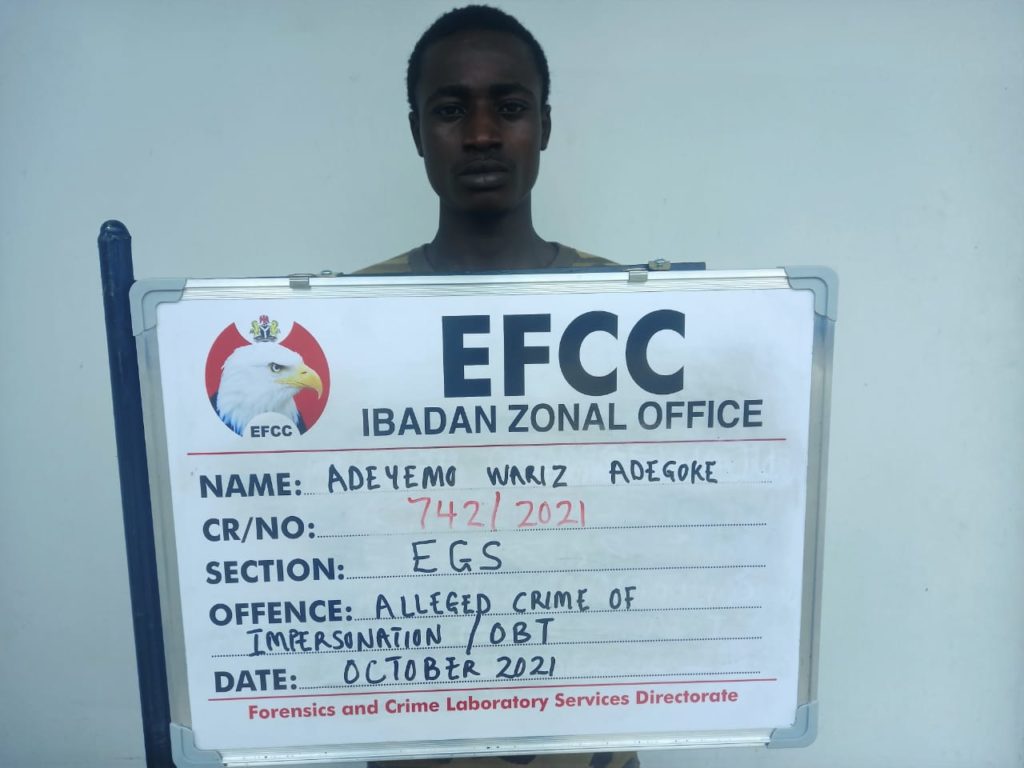 EFCC
IBADAN ZONAL OFFICE
EFCC
NAME: ADEYEMO WARIZ ADEGOKE
CR/NO: 742/2021
SECTION: EGS
OFFENCE: ALLEGED CRIME OF
IMPERSONATION /OBT
DATE: OCTOBER 2021
Forensics and Crime Laboratory Services Directorate